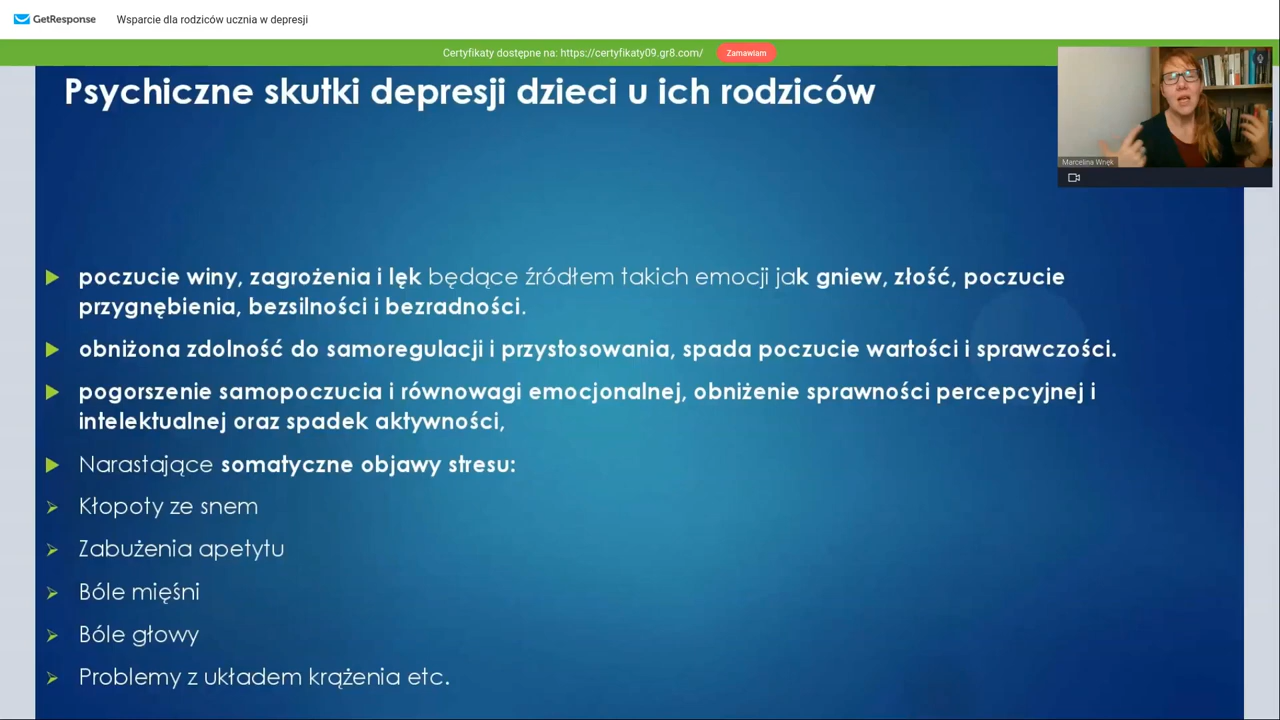 GetResponse Wsparcie dla rodziców ucznia w depresji
Certyfikaty dostępne na: https://certyfikaty09.gr8.com/ Zamawiam
Psychiczne skutki depresji dzieci u ich rodziców
Marcelina Wnęk
poczucie winy, zagrożenia i lęk będące źródłem takich emocji jak gniew, złość, poczucie
przygnębienia, bezsilności i bezradności.
obniżona zdolność do samoregulacji i przystosowania, spada poczucie wartości i sprawczości.
pogorszenie samopoczucia i równowagi emocjonalnej, obniżenie sprawności percepcyjnej i
intelektualnej oraz spadek aktywności,
Narastające somatyczne objawy stresu:
Kłopoty ze snem
Zabużenia apetytu
Bóle mięśni
Bóle głowy
Problemy z układem krążenia etc.